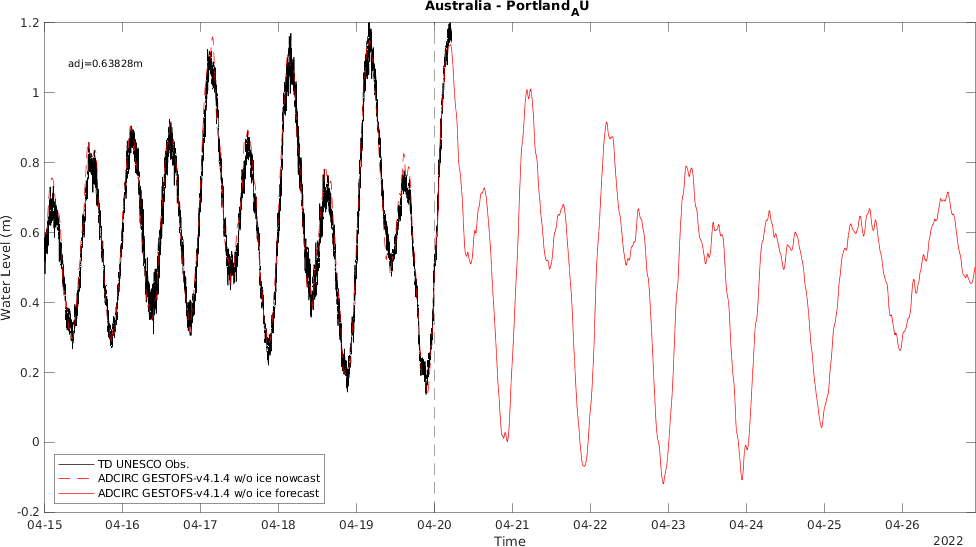 Australia - Portland_AU
1.2
adj=0.63828m
1
0.8
0.6
Water Level (m)
0.4
0.2
0
TD UNESCO Obs.
ADCIRC GESTOFS-v4.1.4 w/o ice nowcast
ADCIRC GESTOFS-v4.1.4 w/o ice forecast
-0.2
04-15 04-16 04-17 04-18 04-19 04-20 04-21 04-22 04-23 04-24 04-25 04-26
Time
2022